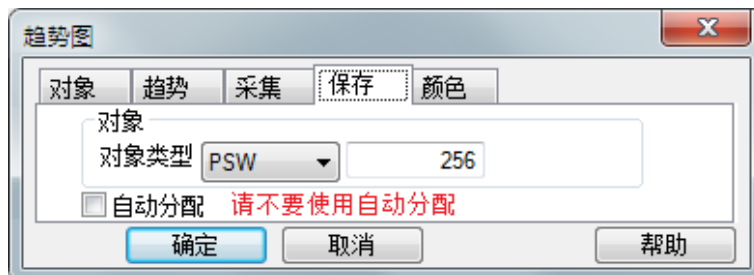 趋势图
对象 趋势 采集 保存 颜色
对象
对象类型 PSW 256
自动分配 请不要使用自动分配
确定 取消 帮助